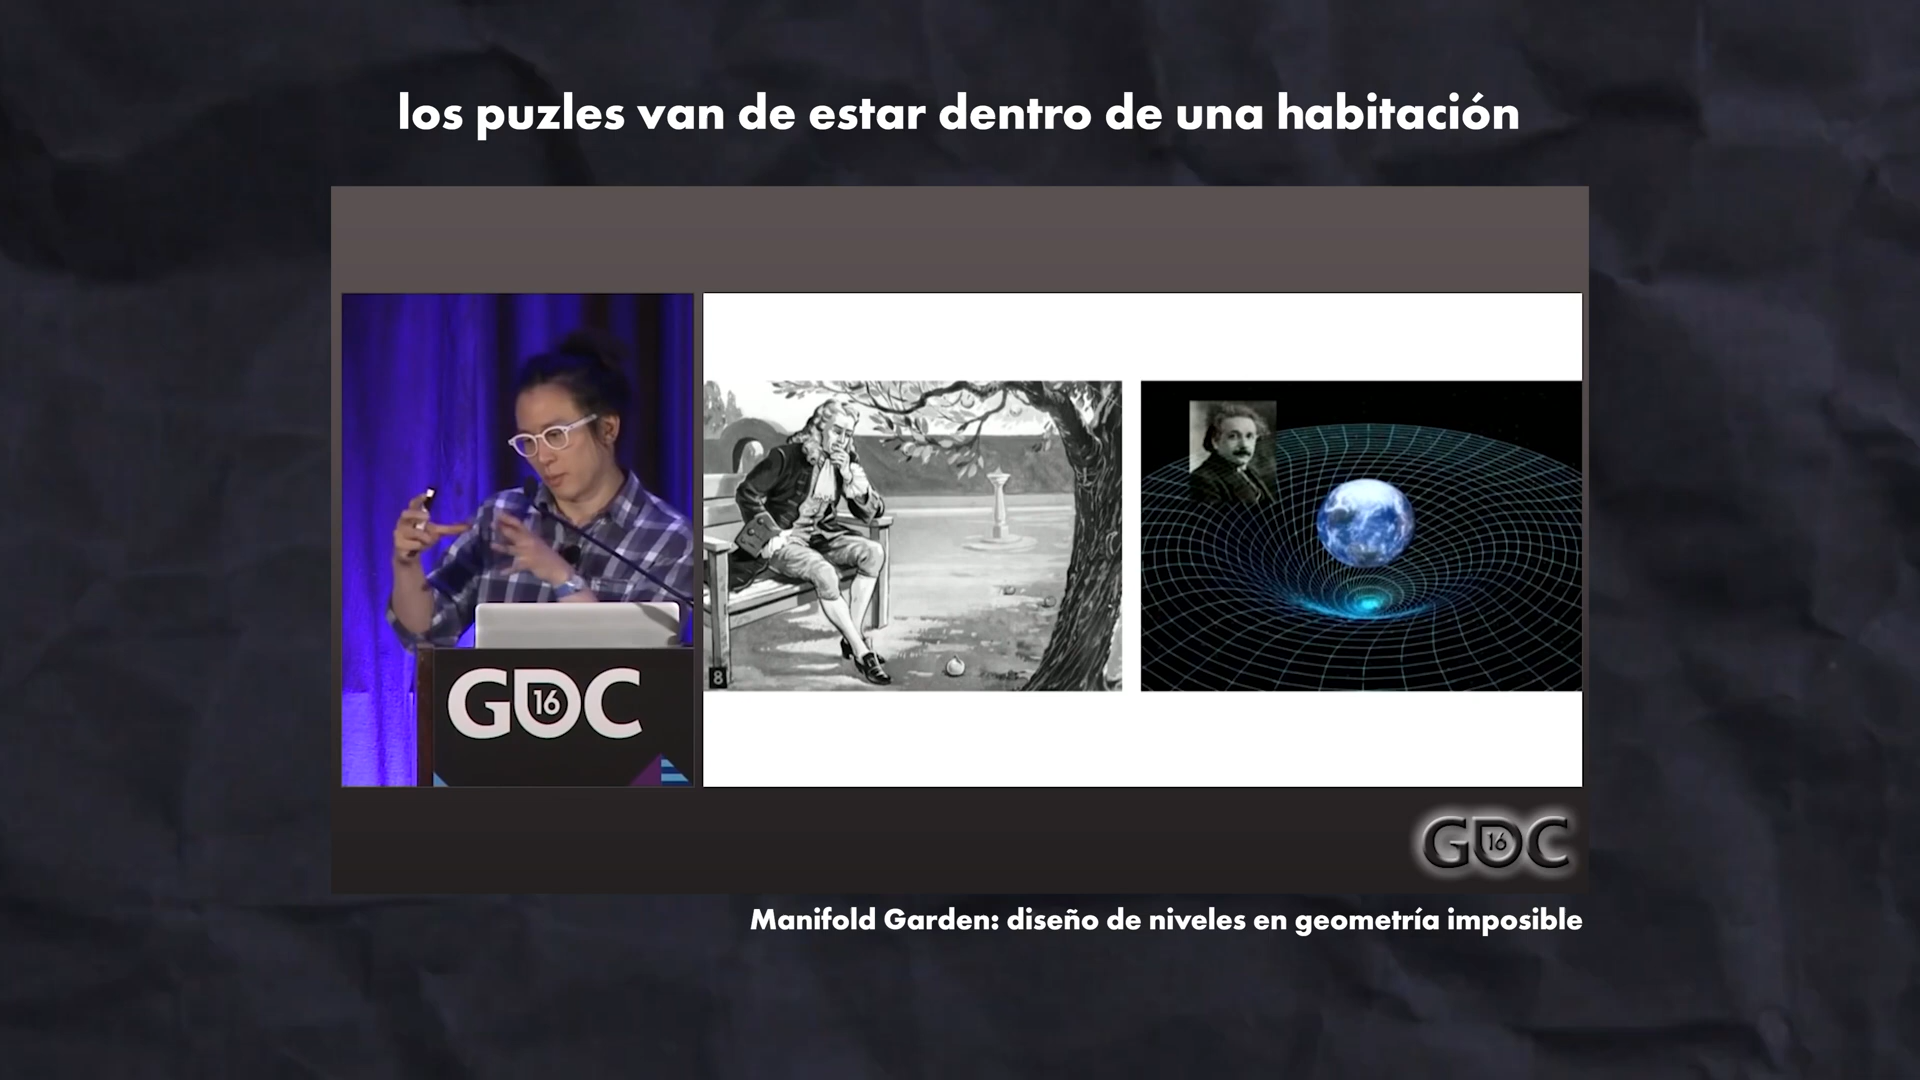 los puzles van de estar dentro de una habitación
GDC
16
8
GDC
16
Manifold Garden: diseño de niveles en geometría imposible